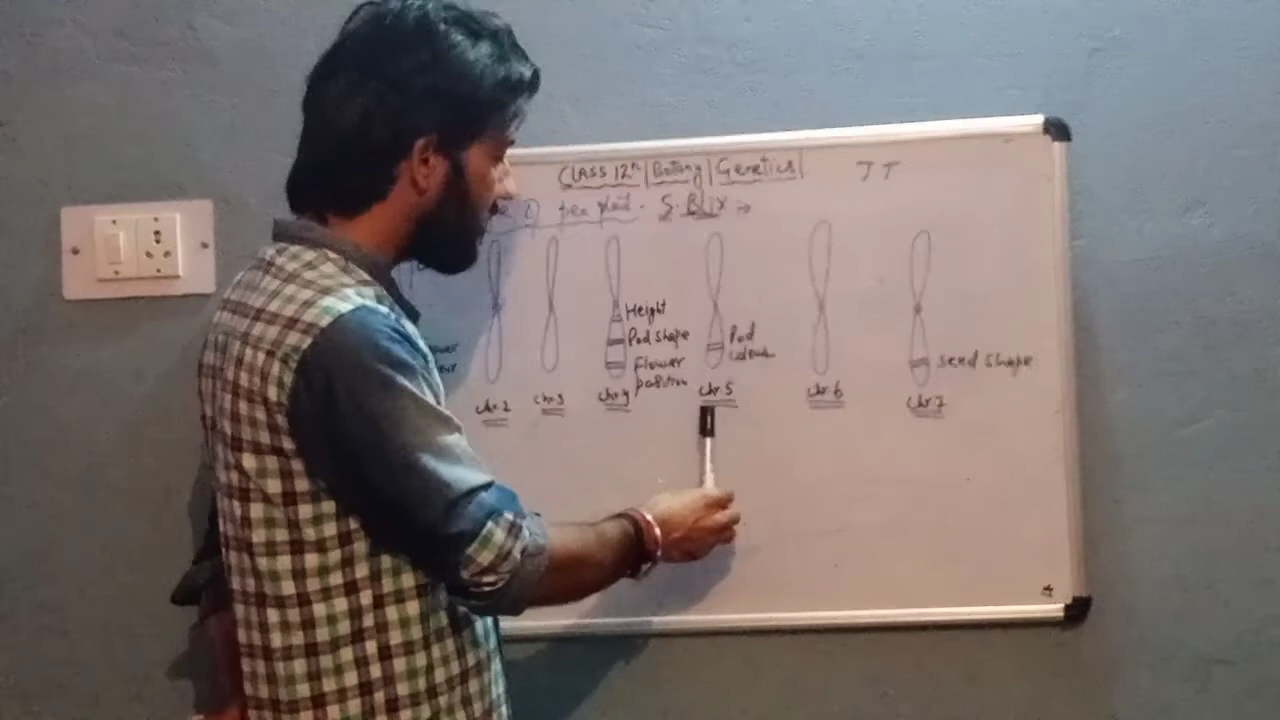 CLASS 12th | Botany | Genetics |
JT
pea plant - S. Blix
Height
Pod shape
Flower
position
Pod
colour
seed shape
chr.2
chr.3
chr.4
chr.5
chr.6
chr.7